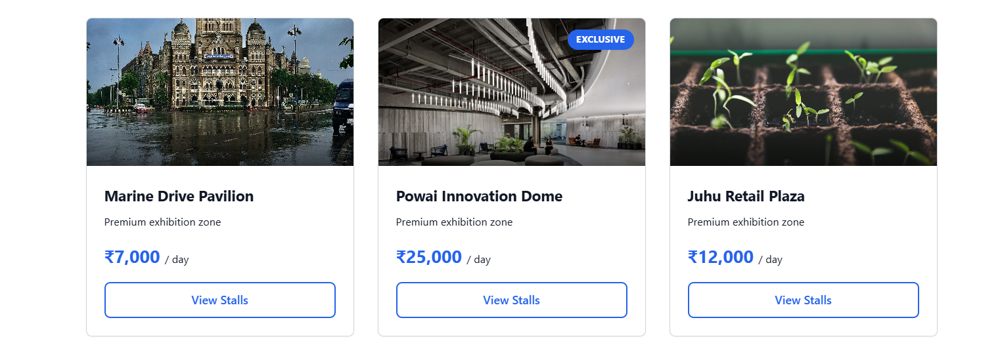 EXCLUSIVE
Marine Drive Pavilion
Premium exhibition zone
₹7,000 / day
View Stalls
Powai Innovation Dome
Premium exhibition zone
₹25,000 / day
View Stalls
Juhu Retail Plaza
Premium exhibition zone
₹12,000 / day
View Stalls